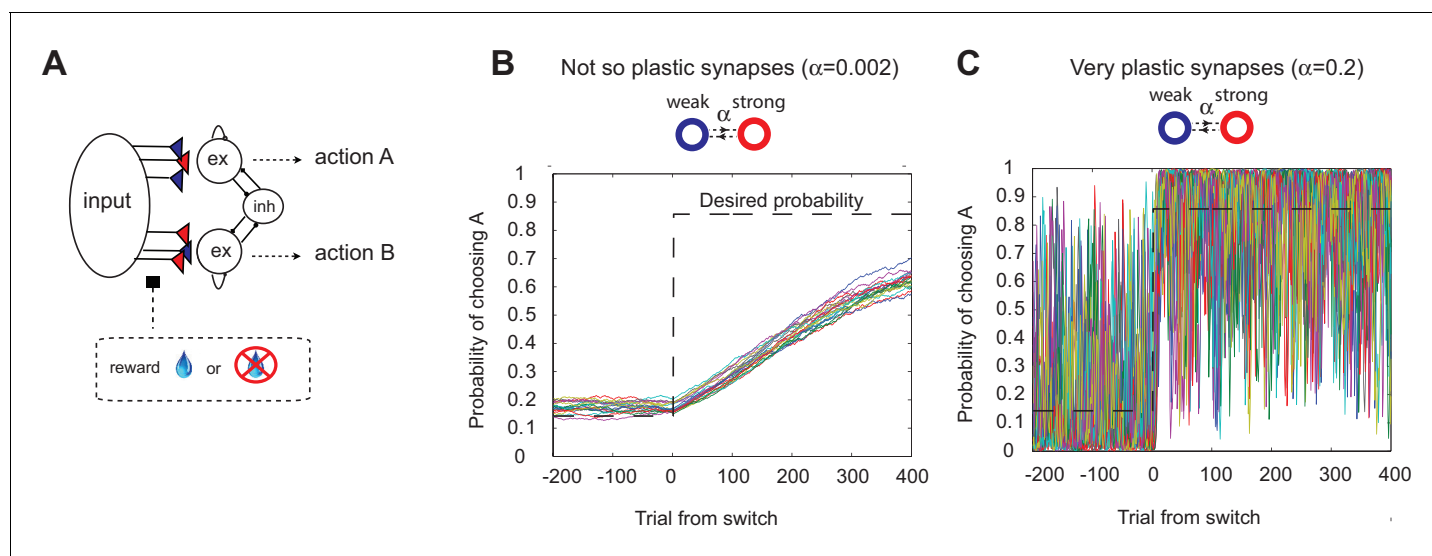 A
input
ex
ex
inh
action A
action B
reward or
B
Not so plastic synapses (α=0.002)
weak strong
α
Desired probability
Probability of choosing A
1
0.9
0.8
0.7
0.6
0.5
0.4
0.3
0.2
0.1
0
-200 -100 0 100 200 300 400
Trial from switch
C
Very plastic synapses (α=0.2)
weak strong
α
Probability of choosing A
1
0.9
0.8
0.7
0.6
0.5
0.4
0.3
0.2
0.1
0
-200 -100 0 100 200 300 400
Trial from switch